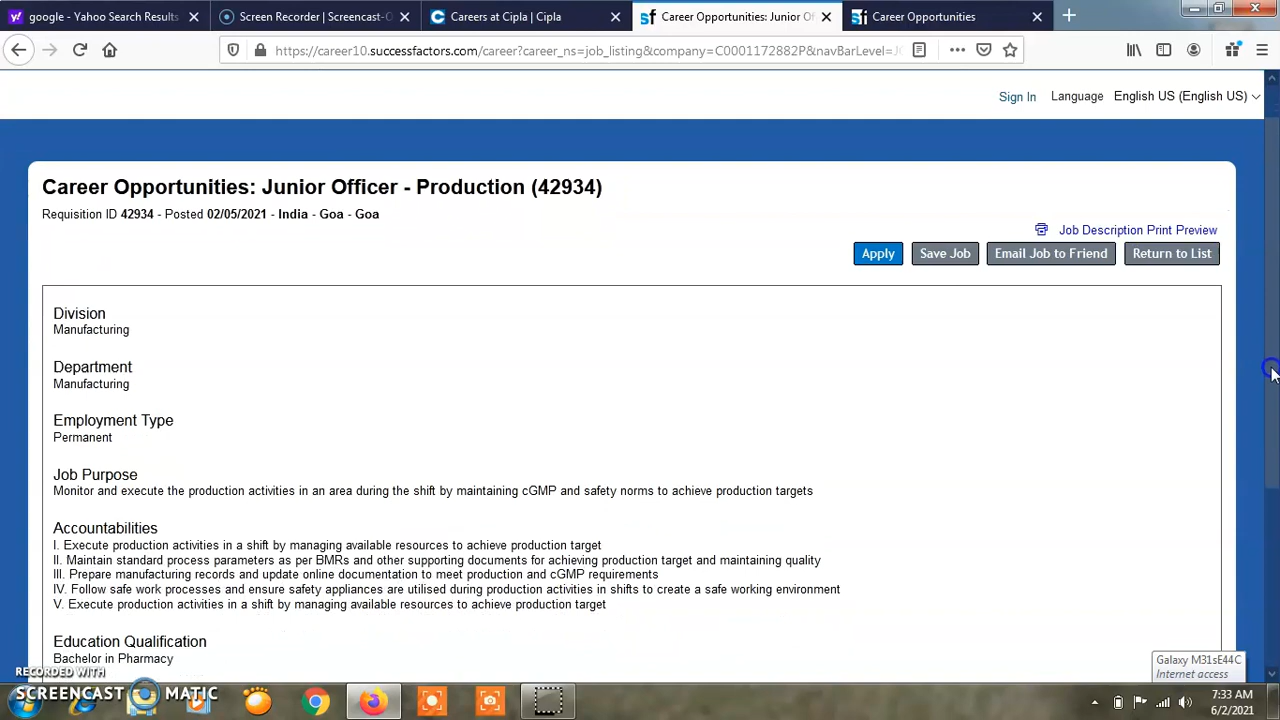 google - Yahoo Search Results
Screen Recorder | Screencast-O
Careers at Cipla | Cipla
Career Opportunities: Junior Of
Career Opportunities
https://career10.successfactors.com/career?career_ns=job_listing&company=C0001172882P&navBarLevel=JO
Sign In Language English US (English US)
Career Opportunities: Junior Officer - Production (42934)
Requisition ID 42934 - Posted 02/05/2021 - India - Goa - Goa
Job Description Print Preview
Apply Save Job Email Job to Friend Return to List
Division
Manufacturing
Department
Manufacturing
Employment Type
Permanent
Job Purpose
Monitor and execute the production activities in an area during the shift by maintaining cGMP and safety norms to achieve production targets
Accountabilities
I. Execute production activities in a shift by managing available resources to achieve production target
II. Maintain standard process parameters as per BMRs and other supporting documents for achieving production target and maintaining quality
III. Prepare manufacturing records and update online documentation to meet production and cGMP requirements
IV. Follow safe work processes and ensure safety appliances are utilised during production activities in shifts to create a safe working environment
V. Execute production activities in a shift by managing available resources to achieve production target
Education Qualification
Bachelor in Pharmacy
Galaxy M31sE44C
Internet access
RECORDED WITH
SCREENCAST MATIC
7:33 AM
6/2/2021